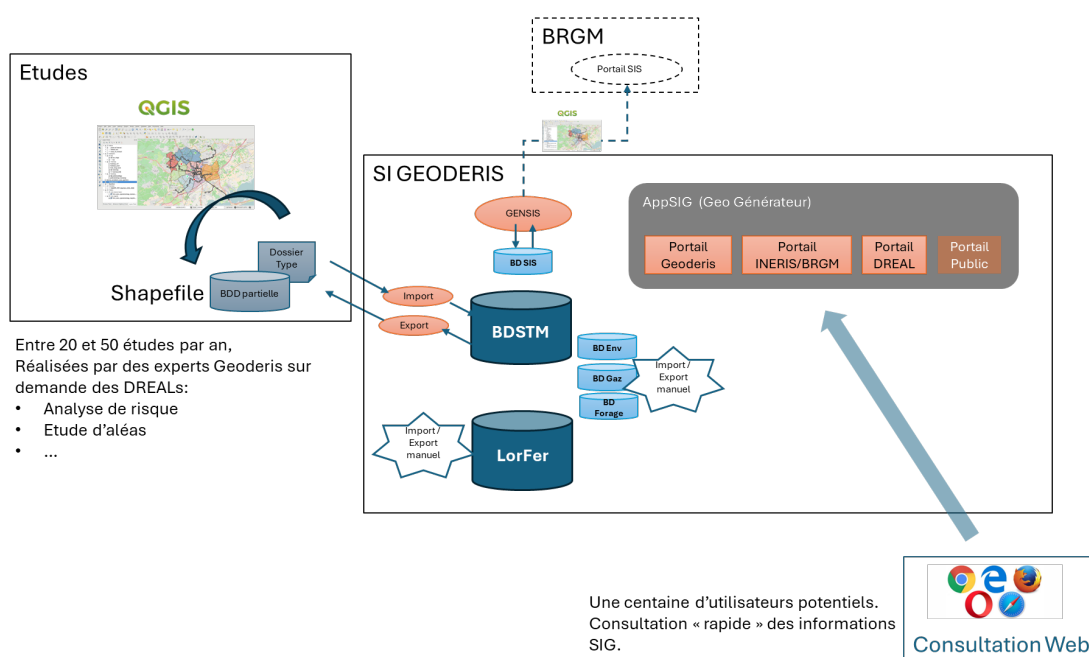 BRGM
Portail SIS
Etudes
QGIS
QGIS
SI GEODERIS
GENSIS
BD SIS
AppSIG (Geo Générateur)
Portail
Geoderis
Portail
INERIS/BRGM
Portail
DREAL
Portail
Public
Dossier
Type
Shapefile
BDD partielle
Import
Export
BDSTM
BD Env
BD Gaz
BD
Forage
Import /
Export
manuel
Import /
Export
manuel
LorFer
Entre 20 et 50 études par an,
Réalisées par des experts Geoderis sur
demande des DREALs:
• Analyse de risque
• Etude d’aléas
• ...
Une centaine d’utilisateurs potentiels.
Consultation « rapide » des informations
SIG.
Consultation Web